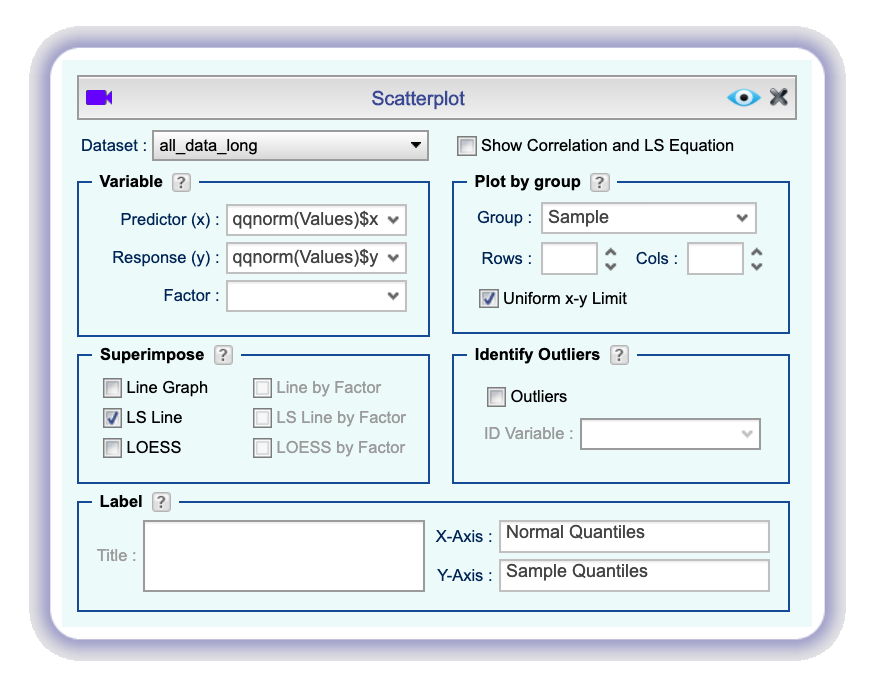 Scatterplot
Dataset : all_data_long
Show Correlation and LS Equation
Variable ?
Predictor (x) : qqnorm(Values)$x
Response (y) : qqnorm(Values)$y
Factor :
Plot by group ?
Group : Sample
Rows : Cols :
Uniform x-y Limit
Superimpose ?
Line Graph Line by Factor
LS Line LS Line by Factor
LOESS LOESS by Factor
Identify Outliers ?
Outliers
ID Variable :
Label ?
Title :
X-Axis : Normal Quantiles
Y-Axis : Sample Quantiles